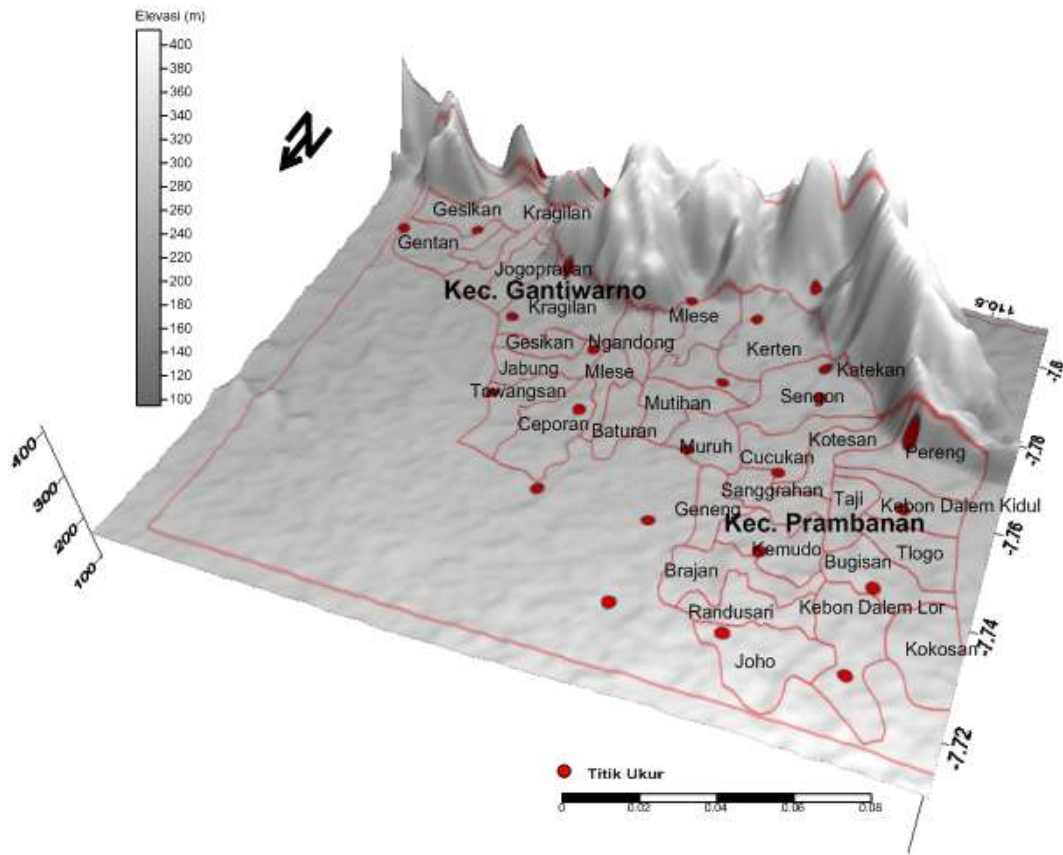 Elevasi (m)
400
380
360
340
320
300
280
260
240
220
200
180
160
140
120
100
N
Gesikan
Kragilan
Gentan
Jogoprayan
Kec. Gantiwarno
Kragilan
Mlese
110.6
Gesikan
Ngandong
Kerten
-7.8
Jabung
Mlese
Katekan
Towangsan
Mutihan
Sengon
Ceporan
Baturan
Muruh
Kotesan
Pereng
-7.78
Cucukan
400
300
200
100
Sanggrahan
Taji
Kebon Dalem Kidul
Geneng
Kec. Prambanan
-7.76
Kemudo
Bugisan
Tlogo
Brajan
Randusari
Kebon Dalem Lor
-7.74
Joho
Kokosan
-7.72
Titik Ukur
0 0.02 0.04 0.06 0.08